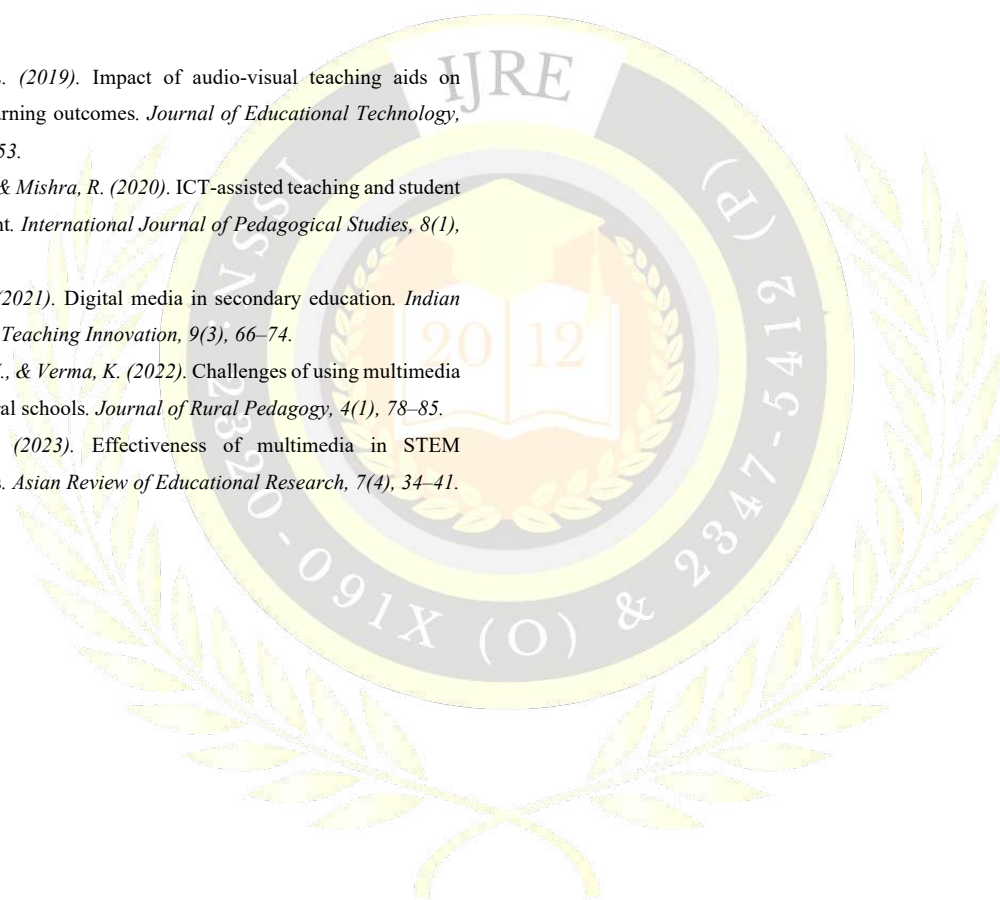 (2019). Impact of audio-visual teaching aids on
outcomes. Journal of Educational Technology,
53.
& Mishra, R. (2020). ICT-assisted teaching and student
International Journal of Pedagogical Studies, 8(1),
(2021). Digital media in secondary education. Indian
Teaching Innovation, 9(3), 66–74.
& Verma, K. (2022). Challenges of using multimedia
schools. Journal of Rural Pedagogy, 4(1), 78–85.
(2023). Effectiveness of multimedia in STEM
Asian Review of Educational Research, 7(4), 34–41.
IJRE
ISSN: 2320-091X (O) & 2347-5412 (P)
2012